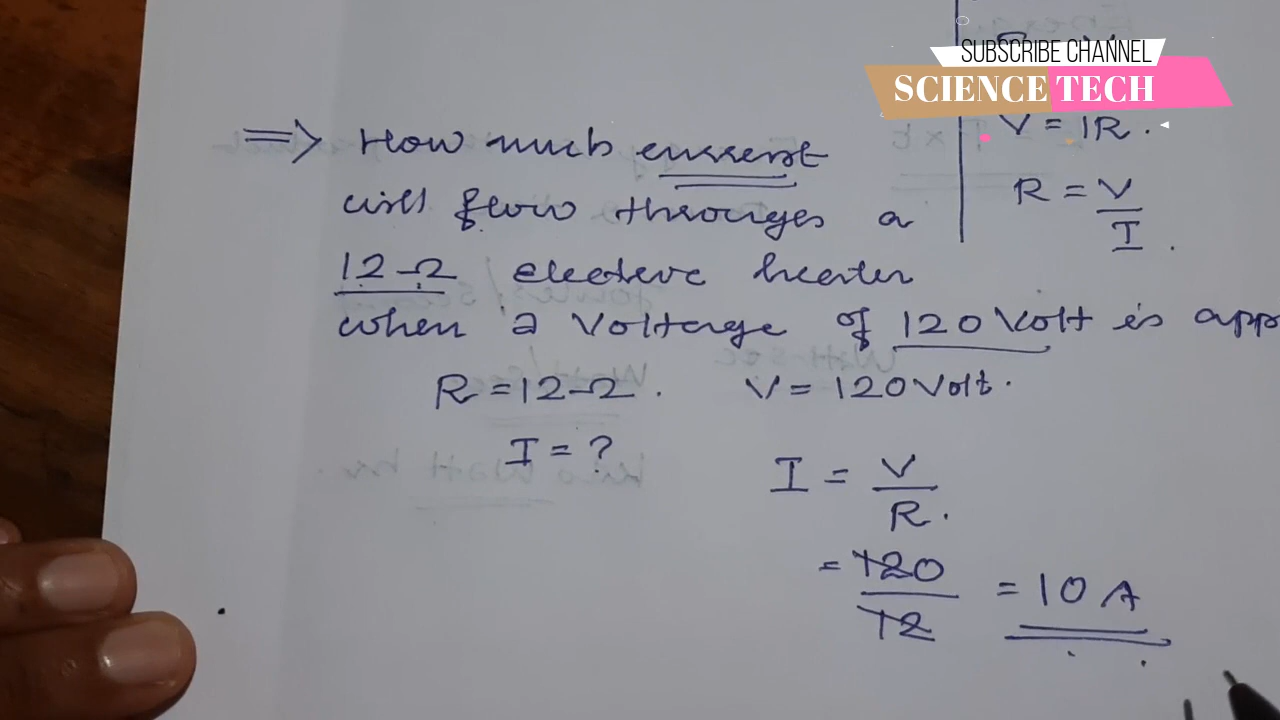 SUBSCRIBE CHANNEL
SCIENCE TECH
V = IR.
R = V
I
⇒ How much current
will flow through a
12-Ω electric heater
when a Voltage of 120 Volt is app
R = 12-Ω. V = 120 Volt.
I = ?
I = V
R.
= 120
12
= 10 A